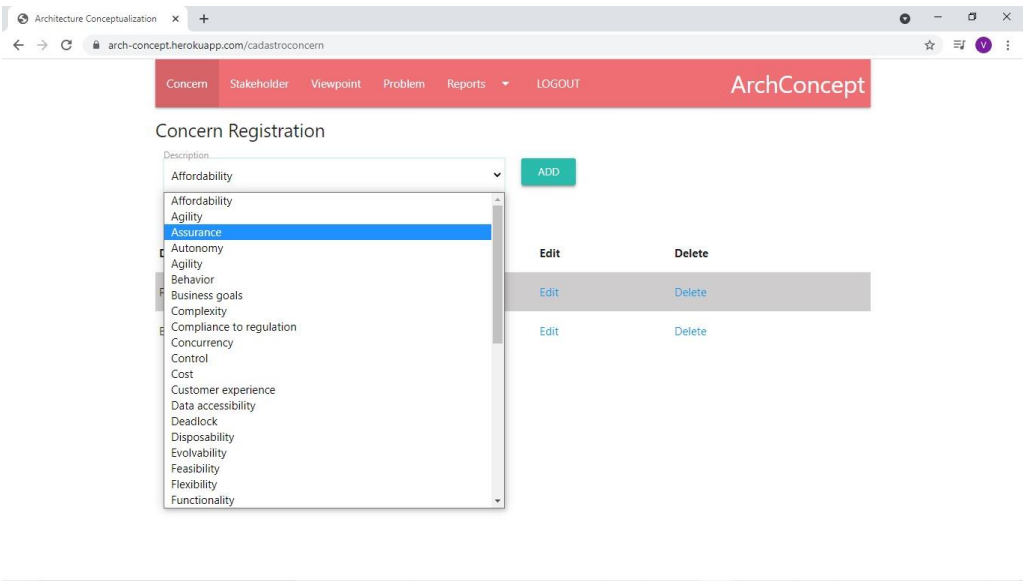 Architecture Conceptualization
arch-concept.herokuapp.com/cadastroconcern
V
Concern Stakeholder Viewpoint Problem Reports LOGOUT ArchConcept
Concern Registration
Description
Affordability ADD
Affordability
Agility
Assurance
Autonomy
Agility
Behavior
Business goals
Complexity
Compliance to regulation
Concurrency
Control
Cost
Customer experience
Data accessibility
Deadlock
Disposability
Evolvability
Feasibility
Flexibility
Functionality
Edit Delete
Edit Delete
Edit Delete